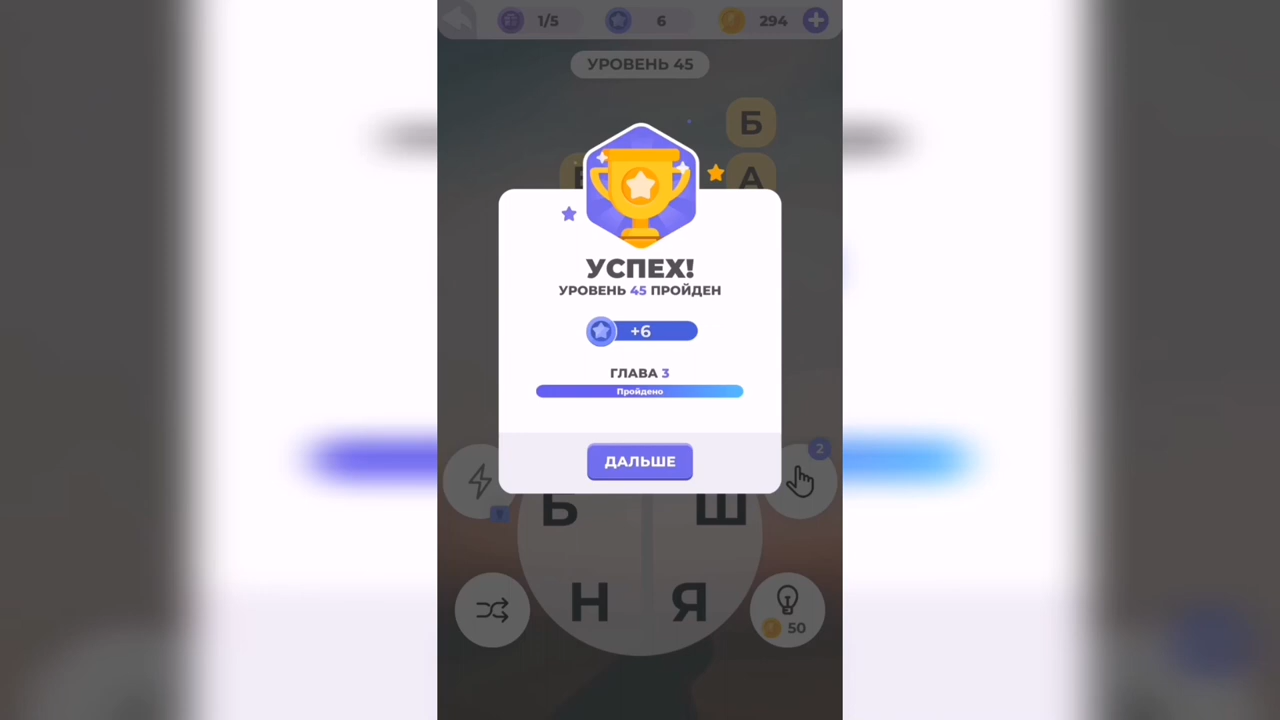 1/5
6
294
УРОВЕНЬ 45
Б
А
УСПЕХ!
УРОВЕНЬ 45 ПРОЙДЕН
+6
ГЛАВА 3
Пройдено
ДАЛЬШЕ
2
Б
Ш
Н
Я
50